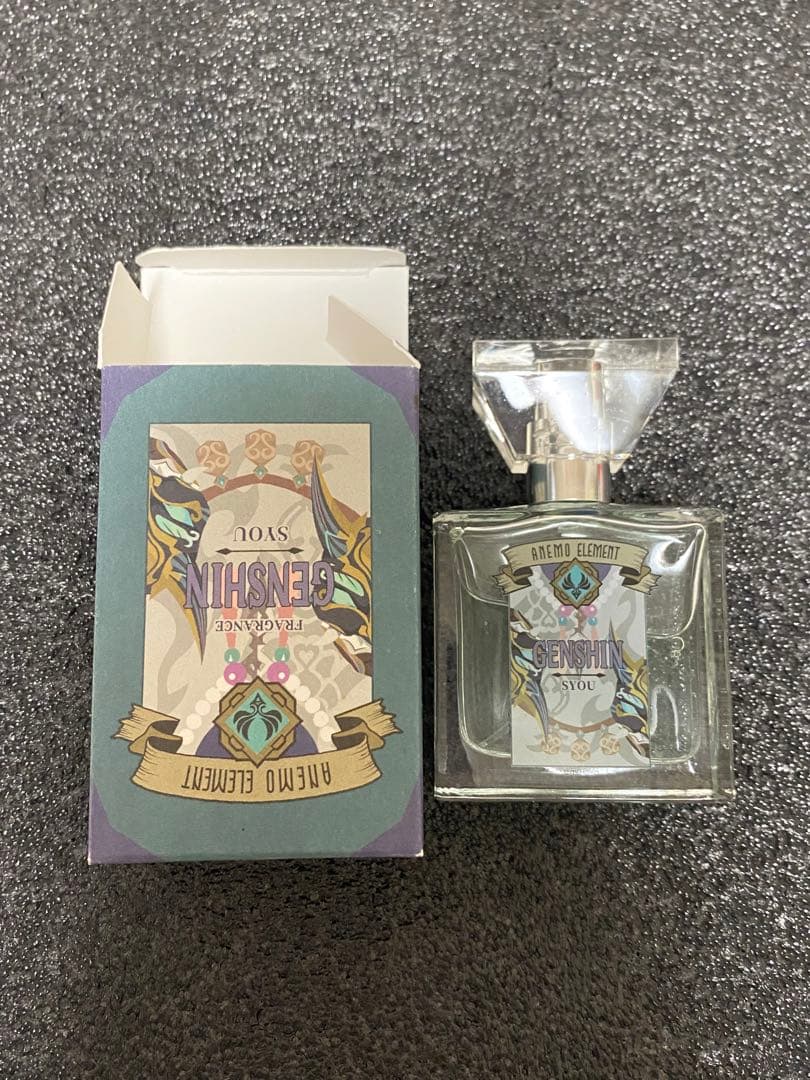 ANEMO ELEMENT
FRAGRANCE
GENSHIN
SYOU
ANEMO ELEMENT
GENSHIN
SYOU